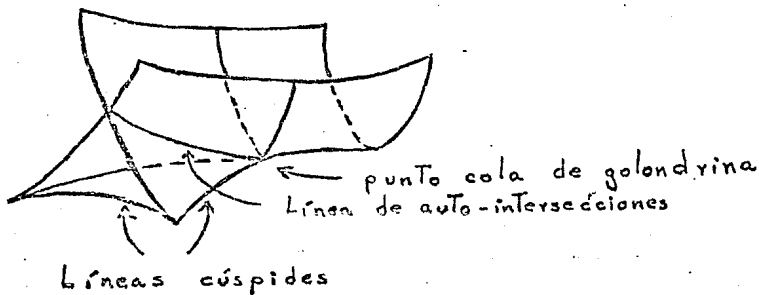 punto cola de golondrina
Línea de auto-intersecciones
Líneas cúspides